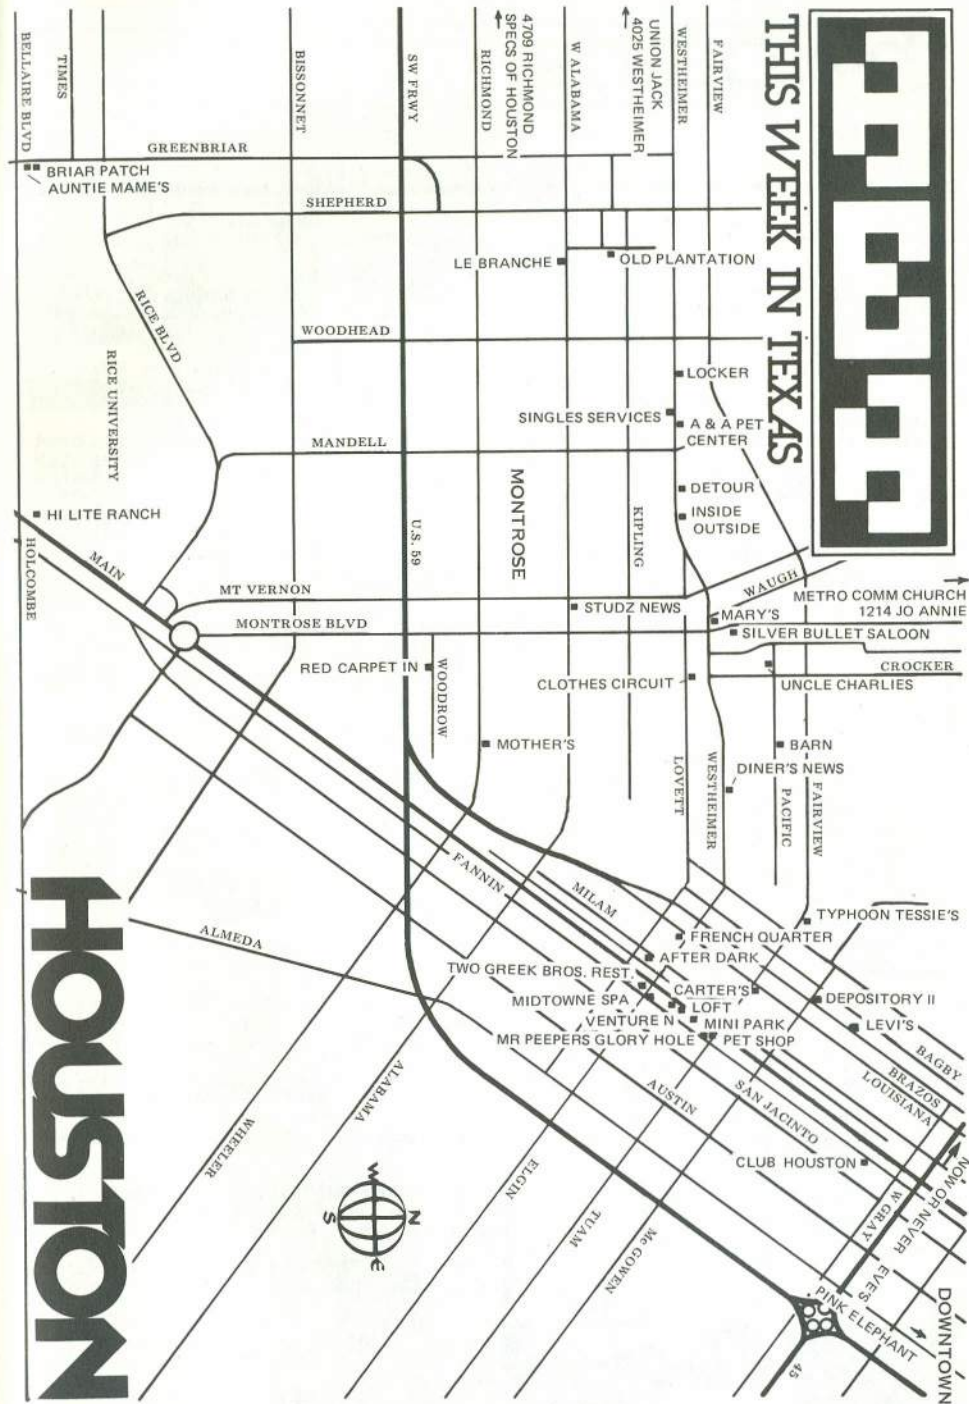 TWT
THIS WEEK IN TEXAS
HOUSTON
BELLAIRE BLVD
TIMES
BISSONNET
SW FRWY
RICHMOND
4709 RICHMOND
SPECS OF HOUSTON
W ALABAMA
UNION JACK
4025 WESTHEIMER
WESTHEIMER
FAIRVIEW
GREENBRIAR
BRIAR PATCH
AUNTIE MAME'S
SHEPHERD
LE BRANCHE
OLD PLANTATION
RICE BLVD
WOODHEAD
RICE UNIVERSITY
LOCKER
SINGLES SERVICES
A & A PET
CENTER
MANDELL
MONTROSE
DETOUR
INSIDE
OUTSIDE
HI LITE RANCH
U.S. 59
KIPLING
HOLCOMBE
MAIN
MT VERNON
WAUGH
METRO COMM CHURCH
1214 JO ANNIE
STUDZ NEWS
MARY'S
MONTROSE BLVD
SILVER BULLET SALOON
RED CARPET IN
WOODROW
CROCKER
CLOTHES CIRCUIT
UNCLE CHARLIES
MOTHER'S
BARN
DINER'S NEWS
LOVETT
WESTHEIMER
PACIFIC
FAIRVIEW
FANNIN
MILAM
TYPHOON TESSIE'S
ALMEDA
FRENCH QUARTER
AFTER DARK
TWO GREEK BROS. REST.
CARTER'S
MIDTOWNE SPA
LOFT
DEPOSITORY II
VENTURE N
MINI PARK
LEVI'S
MR PEEPERS GLORY HOLE
PET SHOP
BAGBY
BRAZOS
LOUISIANA
ALABAMA
AUSTIN
SAN JACINTO
WHEELER
CLUB HOUSTON
NOW OR NEVER
W GRAY
ELGIN
TUAM
McGOWEN
EVE'S
PINK ELEPHANT
DOWNTOWN
45
N
W
E
S